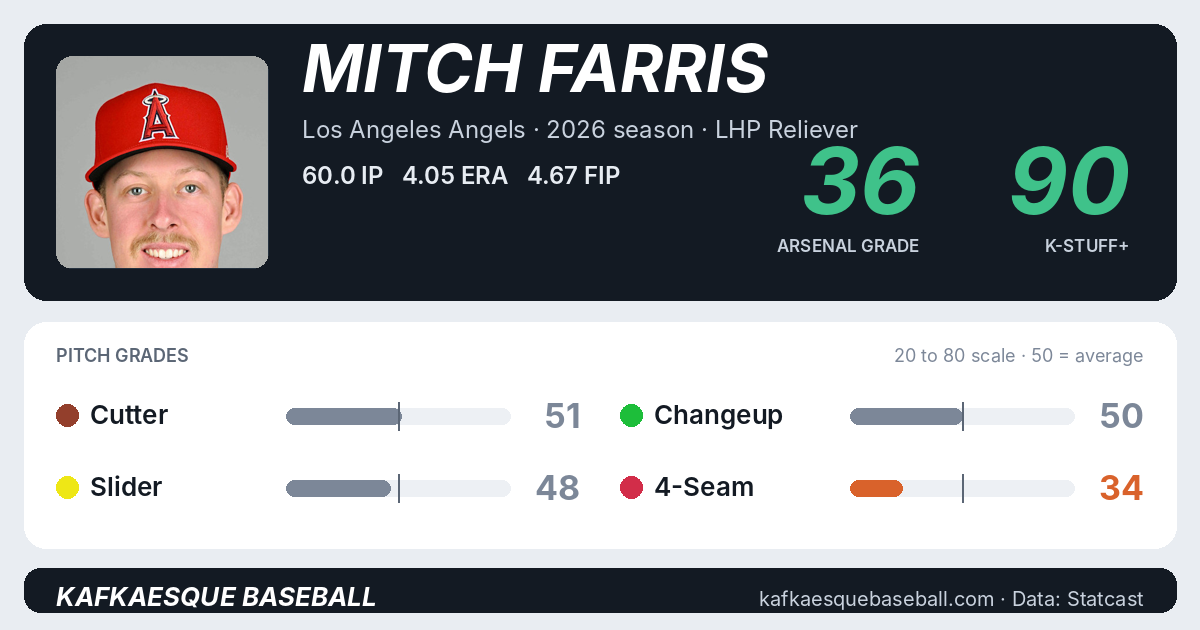 MITCH FARRIS
Los Angeles Angels · 2026 season · LHP Reliever
60.0 IP 4.05 ERA 4.67 FIP
36 90
ARSENAL GRADE K-STUFF+
A
PITCH GRADES 20 to 80 scale · 50 = average
Cutter 51 Changeup 50
Slider 48 4-Seam 34
KAFKAESQUE BASEBALL kafkaesquebaseball.com · Data: Statcast